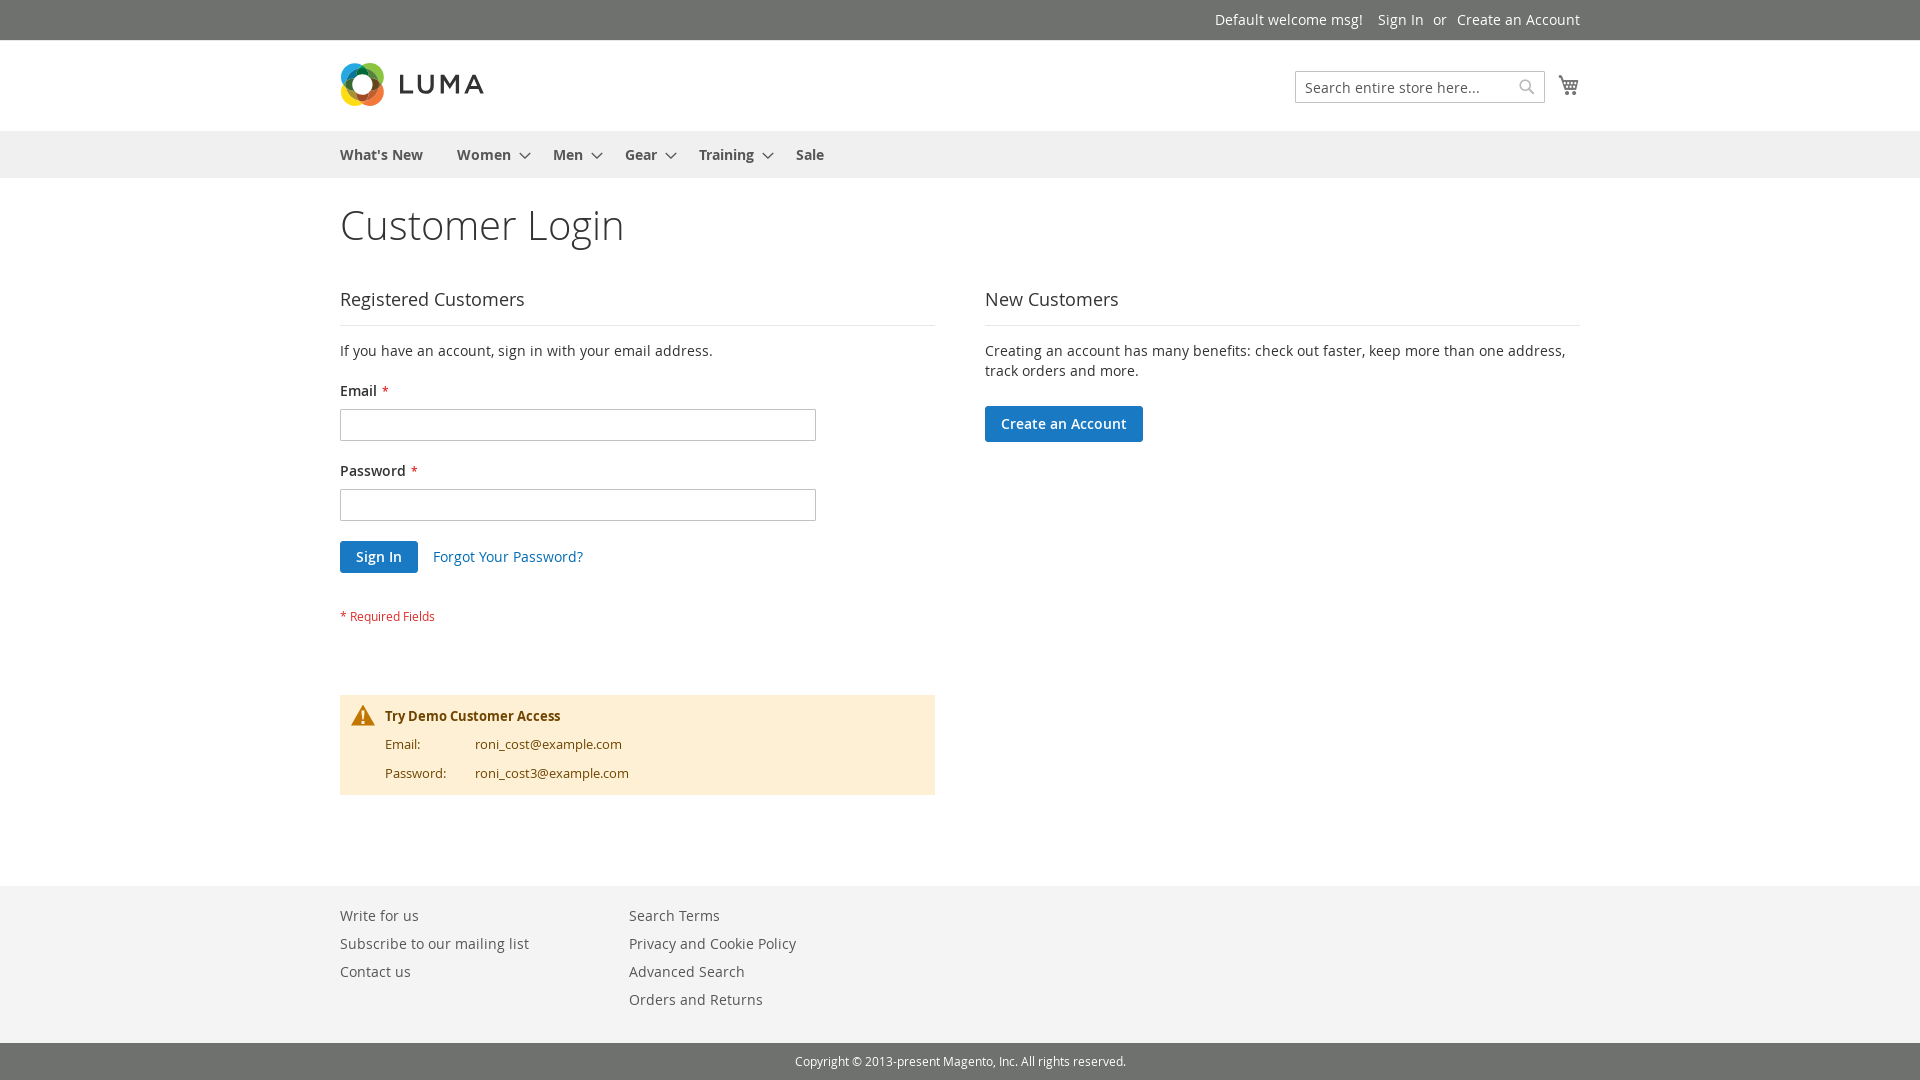 Default welcome msg! Sign In or Create an Account
LUMA
Search entire store here...
What's New Women Men Gear Training Sale
Customer Login
Registered Customers
If you have an account, sign in with your email address.
Email *
Password *
Sign In Forgot Your Password?
* Required Fields
New Customers
Creating an account has many benefits: check out faster, keep more than one address,
track orders and more.
Create an Account
Try Demo Customer Access
Email: roni_cost@example.com
Password: roni_cost3@example.com
Write for us
Subscribe to our mailing list
Contact us
Search Terms
Privacy and Cookie Policy
Advanced Search
Orders and Returns
Copyright © 2013-present Magento, Inc. All rights reserved.